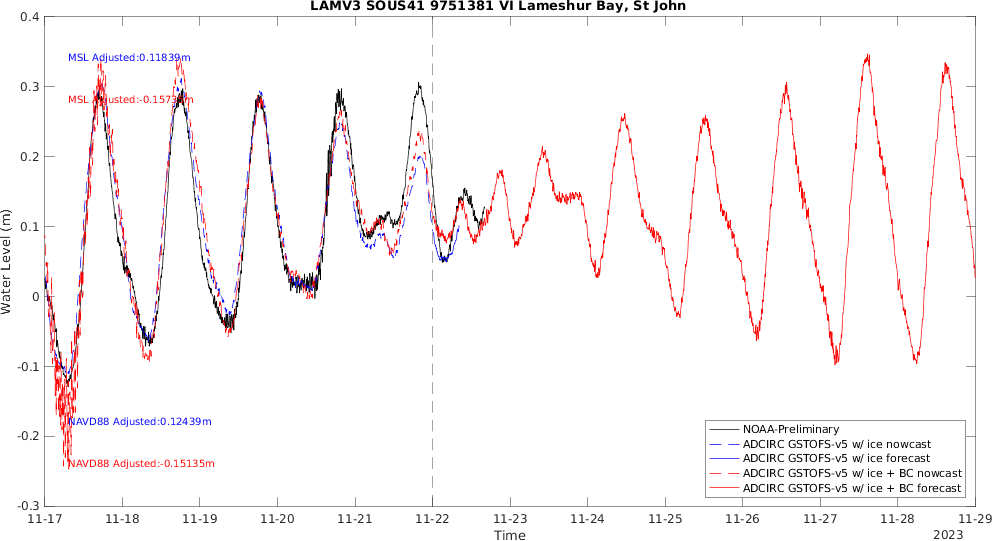 LAMV3 SOUS41 9751381 VI Lameshur Bay, St John
0.4
0.3
0.2
0.1
0
-0.1
-0.2
-0.3
Water Level (m)
MSL Adjusted:0.11839m
MSL Adjusted:-0.157
NAVD88 Adjusted:0.12439m
NAVD88 Adjusted:-0.15135m
NOAA-Preliminary
ADCIRC GSTOFS-v5 w/ ice nowcast
ADCIRC GSTOFS-v5 w/ ice forecast
ADCIRC GSTOFS-v5 w/ ice + BC nowcast
ADCIRC GSTOFS-v5 w/ ice + BC forecast
11-17 11-18 11-19 11-20 11-21 11-22 11-23 11-24 11-25 11-26 11-27 11-28 11-29
Time
2023